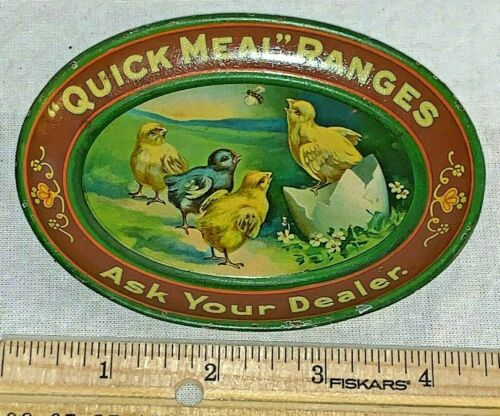 "QUICK MEAL" RANGES
Ask Your Dealer.
1 2 3 4
FISKARS®